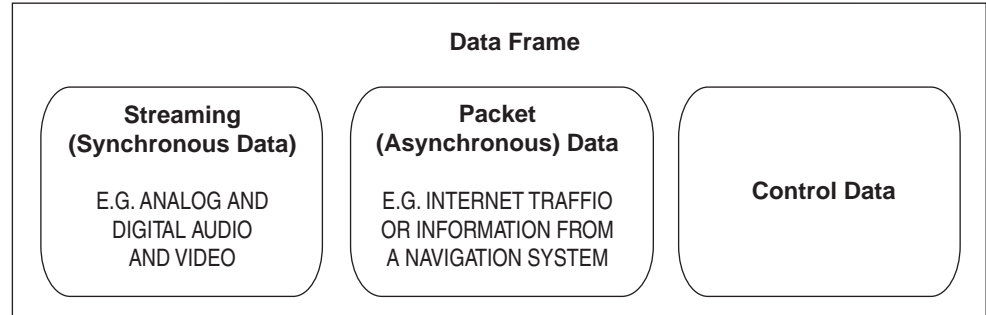 Data Frame
Streaming
(Synchronous Data)
E.G. ANALOG AND
DIGITAL AUDIO
AND VIDEO
Packet
(Asynchronous) Data
E.G. INTERNET TRAFFIO
OR INFORMATION FROM
A NAVIGATION SYSTEM
Control Data